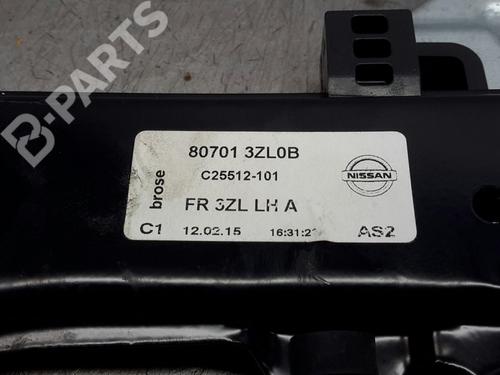 B-PARTS
80701 3ZL0B
C25512-101
brose
NISSAN
FR 3ZL LH A
C1 12.02.15 16:31:2 AS2